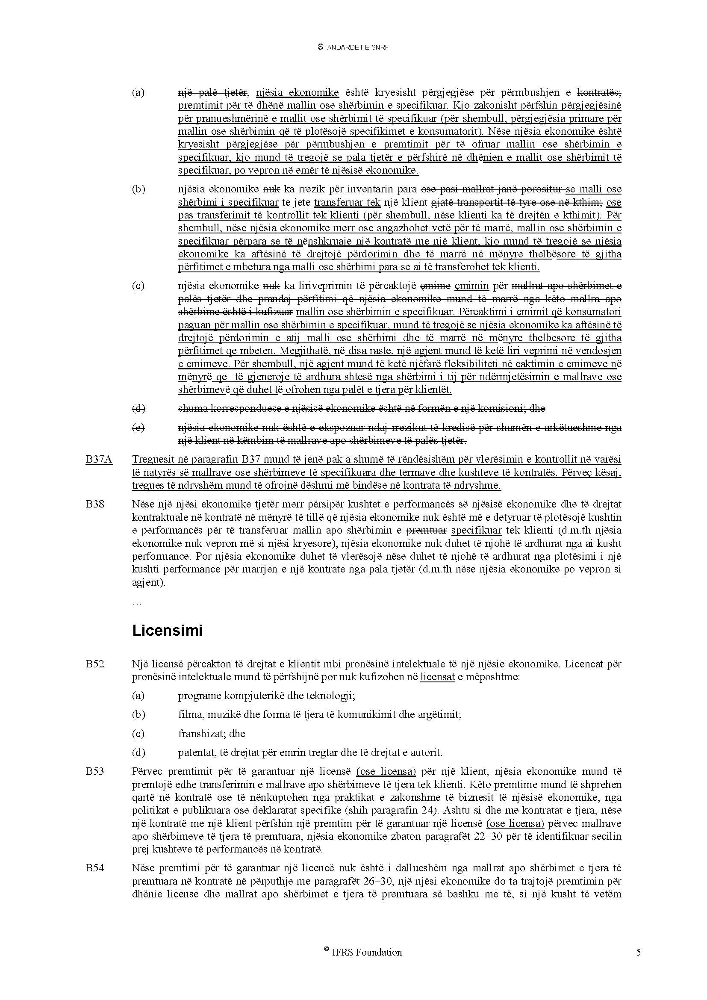 STANDARDET E SNRF
(a) një palë tjetër, njësia ekonomike është kryesisht përgjegjëse për përmbushjen e kontratës;
premtimit për të dhënë mallin ose shërbimin e specifikuar. Kjo zakonisht përfshin përgjegjësinë
për pranueshmërinë e mallit ose shërbimit të specifikuar (për shembull, përgjegjësia primare për
mallin ose shërbimin që të plotësojë specifikimet e konsumatorit). Nëse njësia ekonomike është
kryesisht përgjegjëse për përmbushjen e premtimit për të ofruar mallin ose shërbimin e
specifikuar, kjo mund të tregojë se pala tjetër e përfshirë në dhënien e mallit ose shërbimit të
specifikuar, po vepron në emër të njësisë ekonomike.
(b) njësia ekonomike nuk ka rrezik për inventarin para ose pasi mallrat janë porositur se malli ose
shërbimi i specifikuar te jete transferuar tek një klient gjatë transportit të tyre ose në kthim; ose
pas transferimit të kontrollit tek klienti (për shembull, nëse klienti ka të drejtën e kthimit). Për
shembull, nëse njësia ekonomike merr ose angazhohet vetë për të marrë, mallin ose shërbimin e
specifikuar përpara se të nënshkruaje një kontratë me një klient, kjo mund të tregojë se njësia
ekonomike ka aftësinë të drejtojë përdorimin dhe të marrë në mënyre thelbësore të gjitha
përfitimet e mbetura nga malli ose shërbimi para se ai të transferohet tek klienti.
(c) njësia ekonomike nuk ka liriveprimin të përcaktojë çmime çmimin për mallrat apo shërbimet e
palës tjetër dhe prandaj përfitimi që njësia ekonomike mund të marrë nga këto mallra apo
shërbime është i kufizuar mallin ose shërbimin e specifikuar. Përcaktimi i çmimit që konsumatori
paguan për mallin ose shërbimin e specifikuar, mund të tregojë se njësia ekonomike ka aftësinë të
drejtojë përdorimin e atij malli ose shërbimi dhe të marrë në mënyre thelbesore të gjitha
përfitimet qe mbeten. Megjithatë, në disa raste, një agjent mund të ketë liri veprimi në vendosjen
e çmimeve. Për shembull, një agjent mund të ketë njëfarë fleksibiliteti në caktimin e çmimeve në
mënyrë qe  të gjeneroje të ardhura shtesë nga shërbimi i tij për ndërmjetësimin e mallrave ose
shërbimevë që duhet të ofrohen nga palët e tjera për klientët.
(d) shuma korresponduese e njësisë ekonomike është në formën e një komisioni; dhe
(e) njësia ekonomike nuk është e ekspozuar ndaj rrezikut të kredisë për shumën e arkëtueshme nga
një klient në këmbim të mallrave apo shërbimeve të palës tjetër.
B37A Treguesit në paragrafin B37 mund të jenë pak a shumë të rëndësishëm për vlerësimin e kontrollit në varësi
të natyrës së mallrave ose shërbimeve të specifikuara dhe termave dhe kushteve të kontratës. Përveç kësaj,
tregues të ndryshëm mund të ofrojnë dëshmi më bindëse në kontrata të ndryshme.
B38 Nëse një njësi ekonomike tjetër merr përsipër kushtet e performancës së njësisë ekonomike dhe të drejtat
kontraktuale në kontratë në mënyrë të tillë që njësia ekonomike nuk është më e detyruar të plotësojë kushtin
e performancës për të transferuar mallin apo shërbimin e premtuar specifikuar tek klienti (d.m.th njësia
ekonomike nuk vepron më si njësi kryesore), njësia ekonomike nuk duhet të njohë të ardhurat nga ai kusht
performance. Por njësia ekonomike duhet të vlerësojë nëse duhet të njohë të ardhurat nga plotësimi i një
kushti performance për marrjen e një kontrate nga pala tjetër (d.m.th nëse njësia ekonomike po vepron si
agjent).
…
Licensimi
B52 Një licensë përcakton të drejtat e klientit mbi pronësinë intelektuale të një njësie ekonomike. Licencat për
pronësinë intelektuale mund të përfshijnë por nuk kufizohen në licensat e mëposhtme:
(a) programe kompjuterikë dhe teknologji;
(b) filma, muzikë dhe forma të tjera të komunikimit dhe argëtimit;
(c) franshizat; dhe
(d) patentat, të drejtat për emrin tregtar dhe të drejtat e autorit.
B53 Përvec premtimit për të garantuar një licensë (ose licensa) për një klient, njësia ekonomike mund të
premtojë edhe transferimin e mallrave apo shërbimeve të tjera tek klienti. Këto premtime mund të shprehen
qartë në kontratë ose të nënkuptohen nga praktikat e zakonshme të biznesit të njësisë ekonomike, nga
politikat e publikuara ose deklaratat specifike (shih paragrafin 24). Ashtu si dhe me kontratat e tjera, nëse
një kontratë me një klient përfshin një premtim për të garantuar një licensë (ose licensa) përvec mallrave
apo shërbimeve të tjera të premtuara, njësia ekonomike zbaton paragrafët 22–30 për të identifikuar secilin
prej kushteve të performancës në kontratë.
B54 Nëse premtimi për të garantuar një licencë nuk është i dallueshëm nga mallrat apo shërbimet e tjera të
premtuara në kontratë në përputhje me paragrafët 26–30, një njësi ekonomike do ta trajtojë premtimin për
dhënie license dhe mallrat apo shërbimet e tjera të premtuara së bashku me të, si një kusht të vetëm
© IFRS Foundation 5